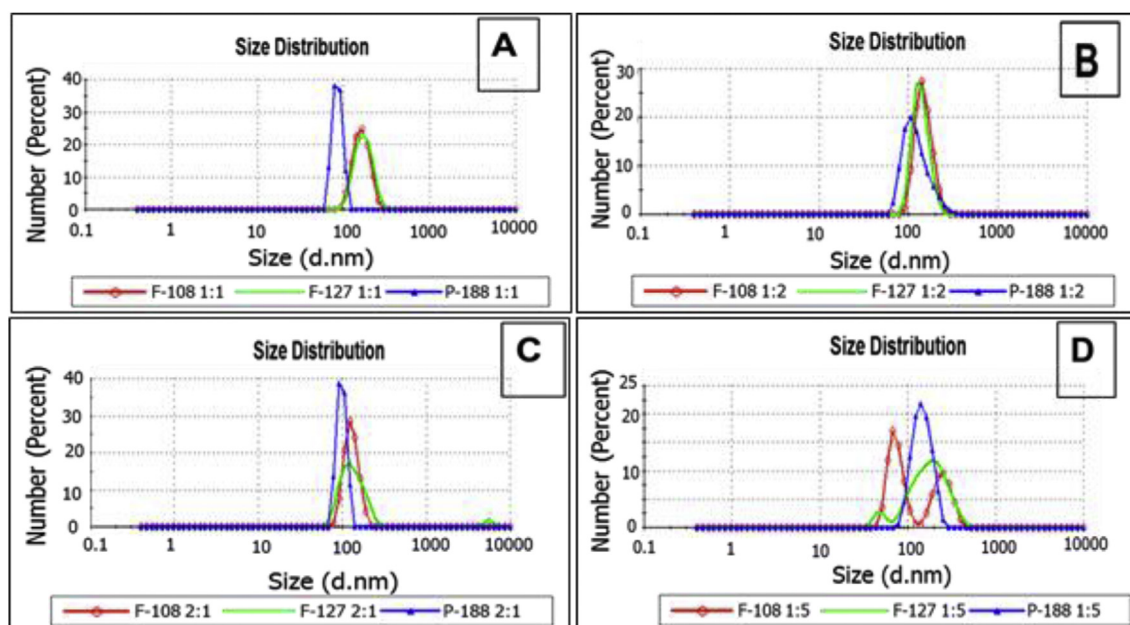 A
Size Distribution
Number (Percent)
40
30
20
10
0
0.1 1 10 100 1000 10000
Size (d.nm)
F-108 1:1 F-127 1:1 P-188 1:1
B
Size Distribution
Number (Percent)
30
20
10
0
0.1 1 10 100 1000 10000
Size (d.nm)
F-108 1:2 F-127 1:2 P-188 1:2
C
Size Distribution
Number (Percent)
40
30
20
10
0
0.1 1 10 100 1000 10000
Size (d.nm)
F-108 2:1 F-127 2:1 P-188 2:1
D
Size Distribution
Number (Percent)
25
20
10
5
0
0.1 1 10 100 1000 10000
Size (d.nm)
F-108 1:5 F-127 1:5 P-188 1:5